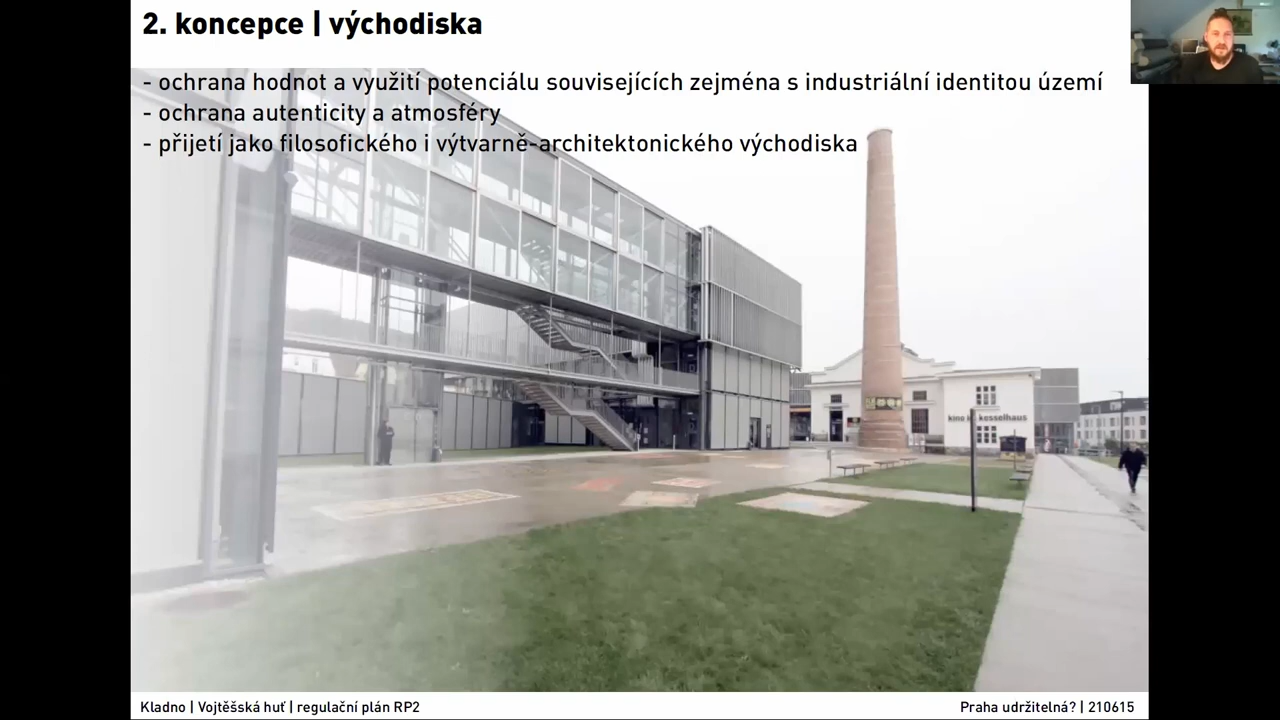 2. koncepce | východiska
- ochrana hodnot a využití potenciálu souvisejících zejména s industriální identitou území
- ochrana autenticity a atmosféry
- přijetí jako filosofického i výtvarně-architektonického východiska
kesselhaus
Kladno | Vojtěšská huť | regulační plán RP2
Praha udržitelná? | 210615